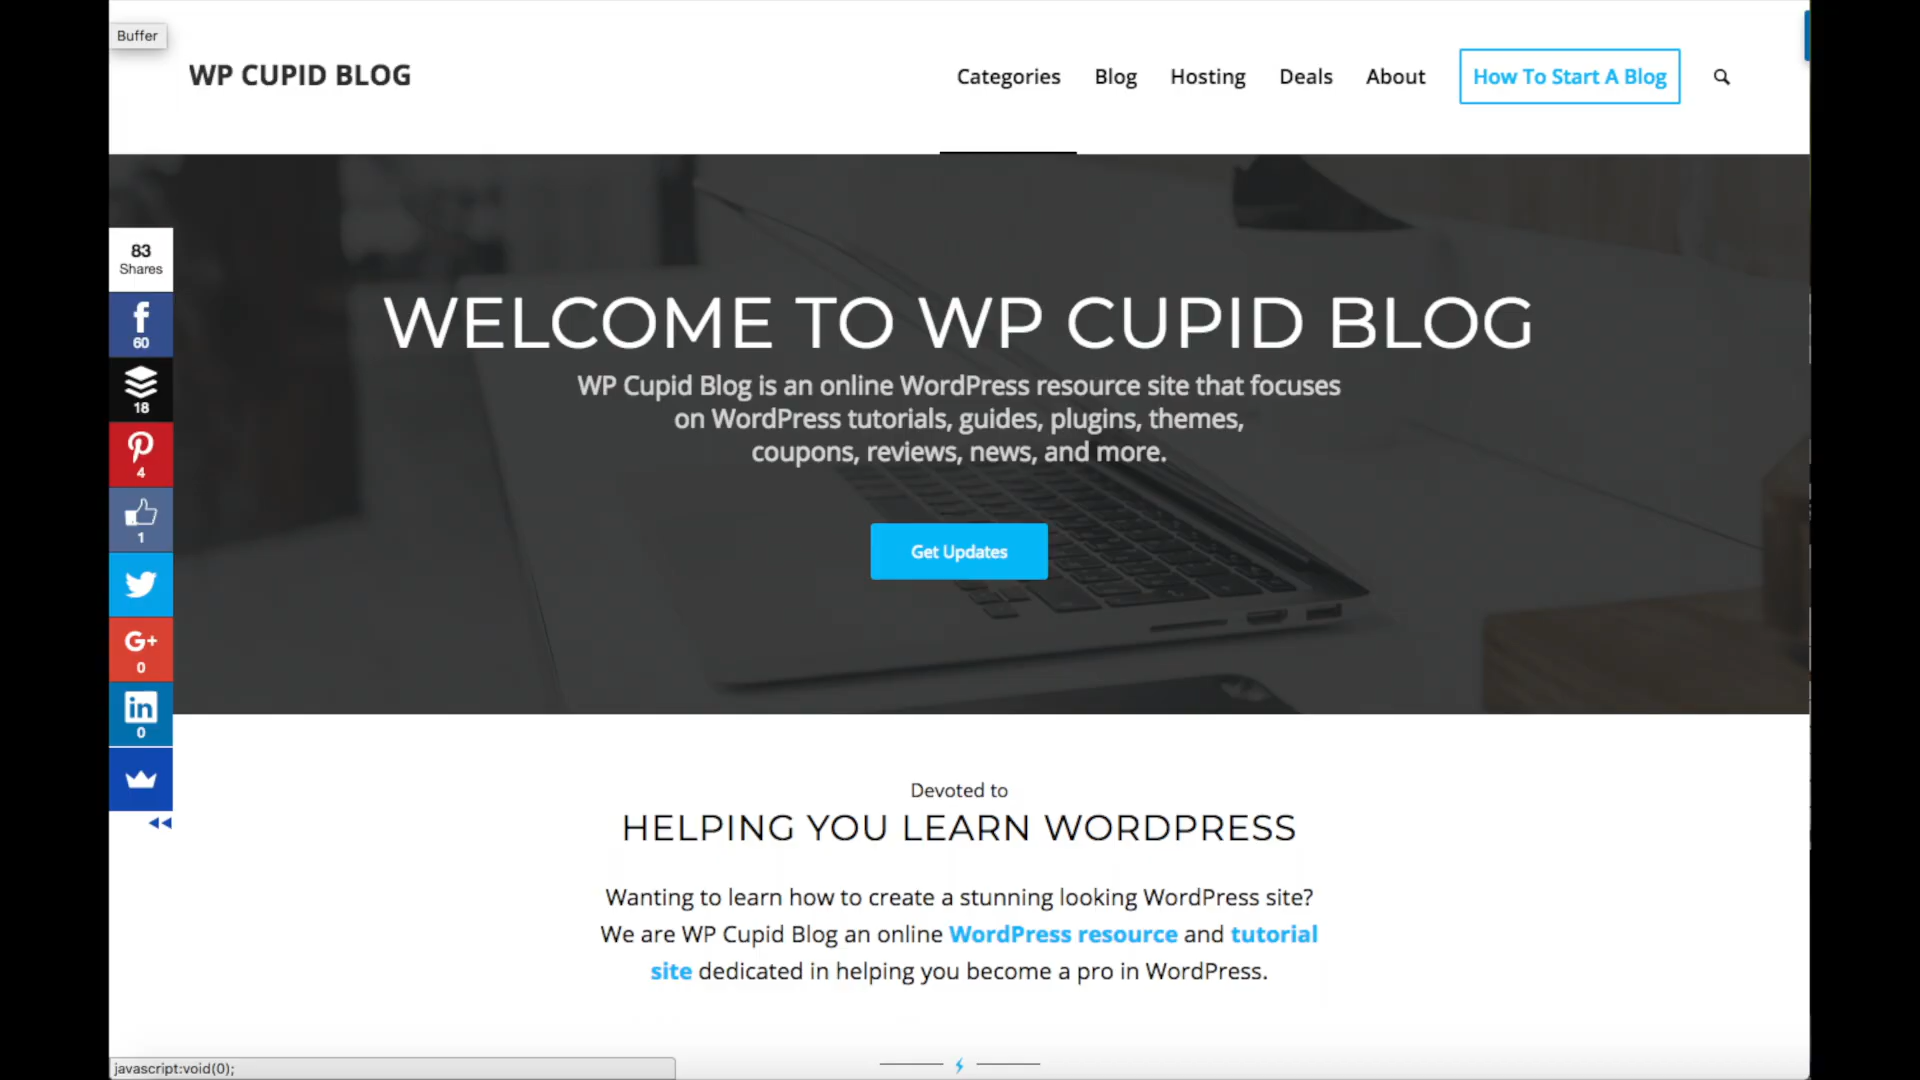 Buffer
WP CUPID BLOG
Categories Blog Hosting Deals About How To Start A Blog
83
Shares
60
18
4
1
G+
0
in
0
WELCOME TO WP CUPID BLOG
WP Cupid Blog is an online WordPress resource site that focuses
on WordPress tutorials, guides, plugins, themes,
coupons, reviews, news, and more.
Get Updates
Devoted to
HELPING YOU LEARN WORDPRESS
Wanting to learn how to create a stunning looking WordPress site?
We are WP Cupid Blog an online WordPress resource and tutorial
site dedicated in helping you become a pro in WordPress.
javascript:void(0);